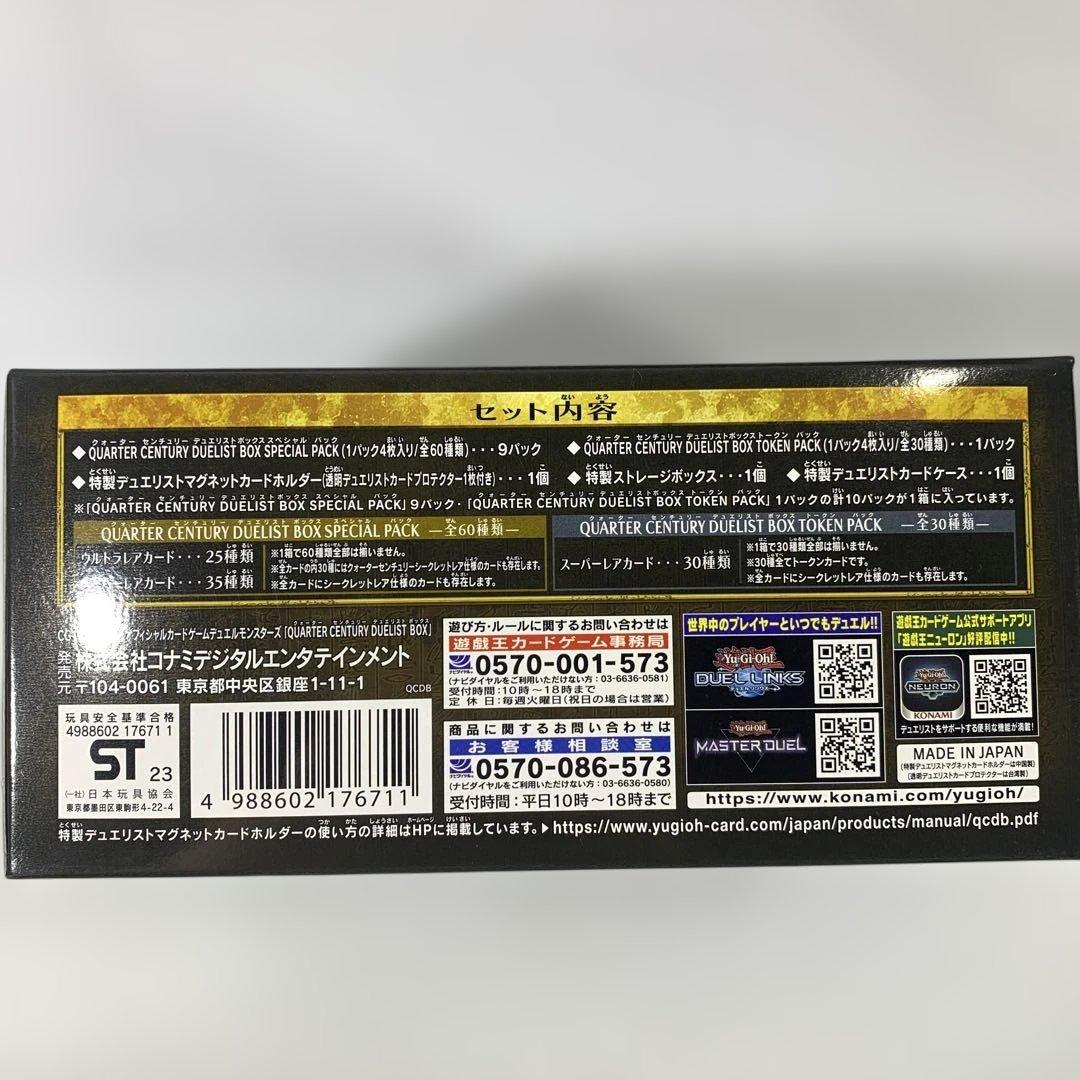 セット内容
◆QUARTER CENTURY DUELIST BOX SPECIAL PACK(1パック4枚入り/全60種類)・・・9パック ◆QUARTER CENTURY DUELIST BOX TOKEN PACK(1パック4枚入り/全30種類)・・・1パック
◆特製デュエリストマグネットカードホルダー(透明デュエリストカードプロテクター1枚付き)・・・1個 ◆特製ストレージボックス・・・1個 ◆特製デュエリストカードケース・・・1個
※「QUARTER CENTURY DUELIST BOX SPECIAL PACK」9パック・「QUARTER CENTURY DUELIST BOX TOKEN PACK」1パックの計10パックが1箱に入っています。
QUARTER CENTURY DUELIST BOX SPECIAL PACK ―全60種類―
ウルトラレアカード・・・25種類
レアカード・・・35種類
※1箱で60種類全部は揃いません。
※全カードの内30種にはクォーターセンチュリーシークレットレア仕様のカードも存在します。
※全カードにシークレットレア仕様のカードも存在します。
QUARTER CENTURY DUELIST BOX TOKEN PACK ―全30種類―
スーパーレアカード・・・30種類
※1箱で30種類全部は揃いません。
※30種全てトークンカードです。
※全カードにシークレットレア仕様のカードも存在します。
フィシャルカードゲームデュエルモンスターズ「QUARTER CENTURY DUELIST BOX」
発売元 株式会社コナミデジタルエンタテインメント
〒104-0061 東京都中央区銀座1-11-1
QCDB
玩具安全基準合格
4988602 17671 1
ST 23
(一社)日本玩具協会
東京都墨田区東駒形4-22-4
4 988602 176711
遊び方・ルールに関するお問い合わせは
遊戯王カードゲーム事務局
ナビダイヤル 0570-001-573
(ナビダイヤルをご利用いただけない方:03-6636-0581)
受付時間:10時～18時まで
定休日:毎週火曜日(祝日の場合は営業)
商品に関するお問い合わせは
お客様相談室
ナビダイヤル 0570-086-573
(ナビダイヤルをご利用いただけない方:03-6636-0580)
受付時間:平日10時～18時まで
世界中のプレイヤーといつでもデュエル!!
Yu-Gi-Oh!
DUEL LINKS
デュエルリンクス
Yu-Gi-Oh!
MASTER DUEL
遊戯王カードゲーム公式サポートアプリ
「遊戯王ニューロン」好評配信中!!
Yu-Gi-Oh!
NEURON
KONAMI
デュエリストをサポートする便利な機能が満載!
MADE IN JAPAN
(特製デュエリストマグネットカードホルダーは中国製)
(透明デュエリストカードプロテクターは台湾製)
https://www.konami.com/yugioh/
特製デュエリストマグネットカードホルダーの使い方の詳細はHPに掲載しています。▶https://www.yugioh-card.com/japan/products/manual/qcdb.pdf